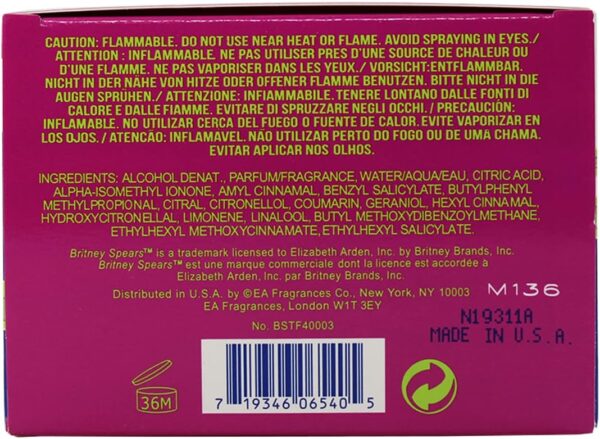 CAUTION: FLAMMABLE. DO NOT USE NEAR HEAT OR FLAME. AVOID SPRAYING IN EYES./
ATTENTION : INFLAMMABLE. NE PAS UTILISER PRES D'UNE SOURCE DE CHALEUR OU
D'UNE FLAMME. NE PAS VAPORISER DANS LES YEUX./ VORSICHT:ENTFLAMMBAR.
NICHT IN DER NÄHE VON HITZE ODER OFFENER FLAMME BENUTZEN. BITTE NICHT IN DIE
AUGEN SPRÜHEN./ ATTENZIONE: INFIAMMABILE. TENERE LONTANO DALLE FONTI DI
CALORE E DALLE FIAMME. EVITARE DI SPRUZZARE NEGLI OCCHI. / PRECAUCIÓN:
INFLAMABLE. NO UTILIZAR CERCA DEL FUEGO O FUENTE DE CALOR. EVITE VAPORIZAR EN
LOS OJOS. / ATENCÃO: INFLAMAVEL. NÃO UTILIZAR PERTO DO FOGO OU DE UMA CHAMA.
EVITAR APLICAR NOS OLHOS.
INGREDIENTS: ALCOHOL DENAT., PARFUM/FRAGRANCE, WATER/AQUA/EAU, CITRIC ACID,
ALPHA-ISOMETHYL IONONE, AMYL CINNAMAL, BENZYL SALICYLATE, BUTYLPHENYL
METHYLPROPIONAL, CITRAL, CITRONELLOL, COUMARIN, GERANIOL, HEXYL CINNAMAL,
HYDROXYCITRONELLAL, LIMONENE, LINALOOL, BUTYL METHOXYDIBENZOYLMETHANE,
ETHYLHEXYL METHOXYCINNAMATE, ETHYLHEXYL SALICYLATE.
Britney Spears™ is a trademark licensed to Elizabeth Arden, Inc. by Britney Brands, Inc.
Britney Spears™ est une marque commerciale dont la licence est accordée à
Elizabeth Arden, Inc. par Britney Brands, Inc.
Distributed in U.S.A. by ©EA Fragrances Co., New York, NY 10003
EA Fragrances, London W1T 3EY
No. BSTF40003
M136
N19311A
MADE IN U.S.A.
36M
7 19346 06540 5